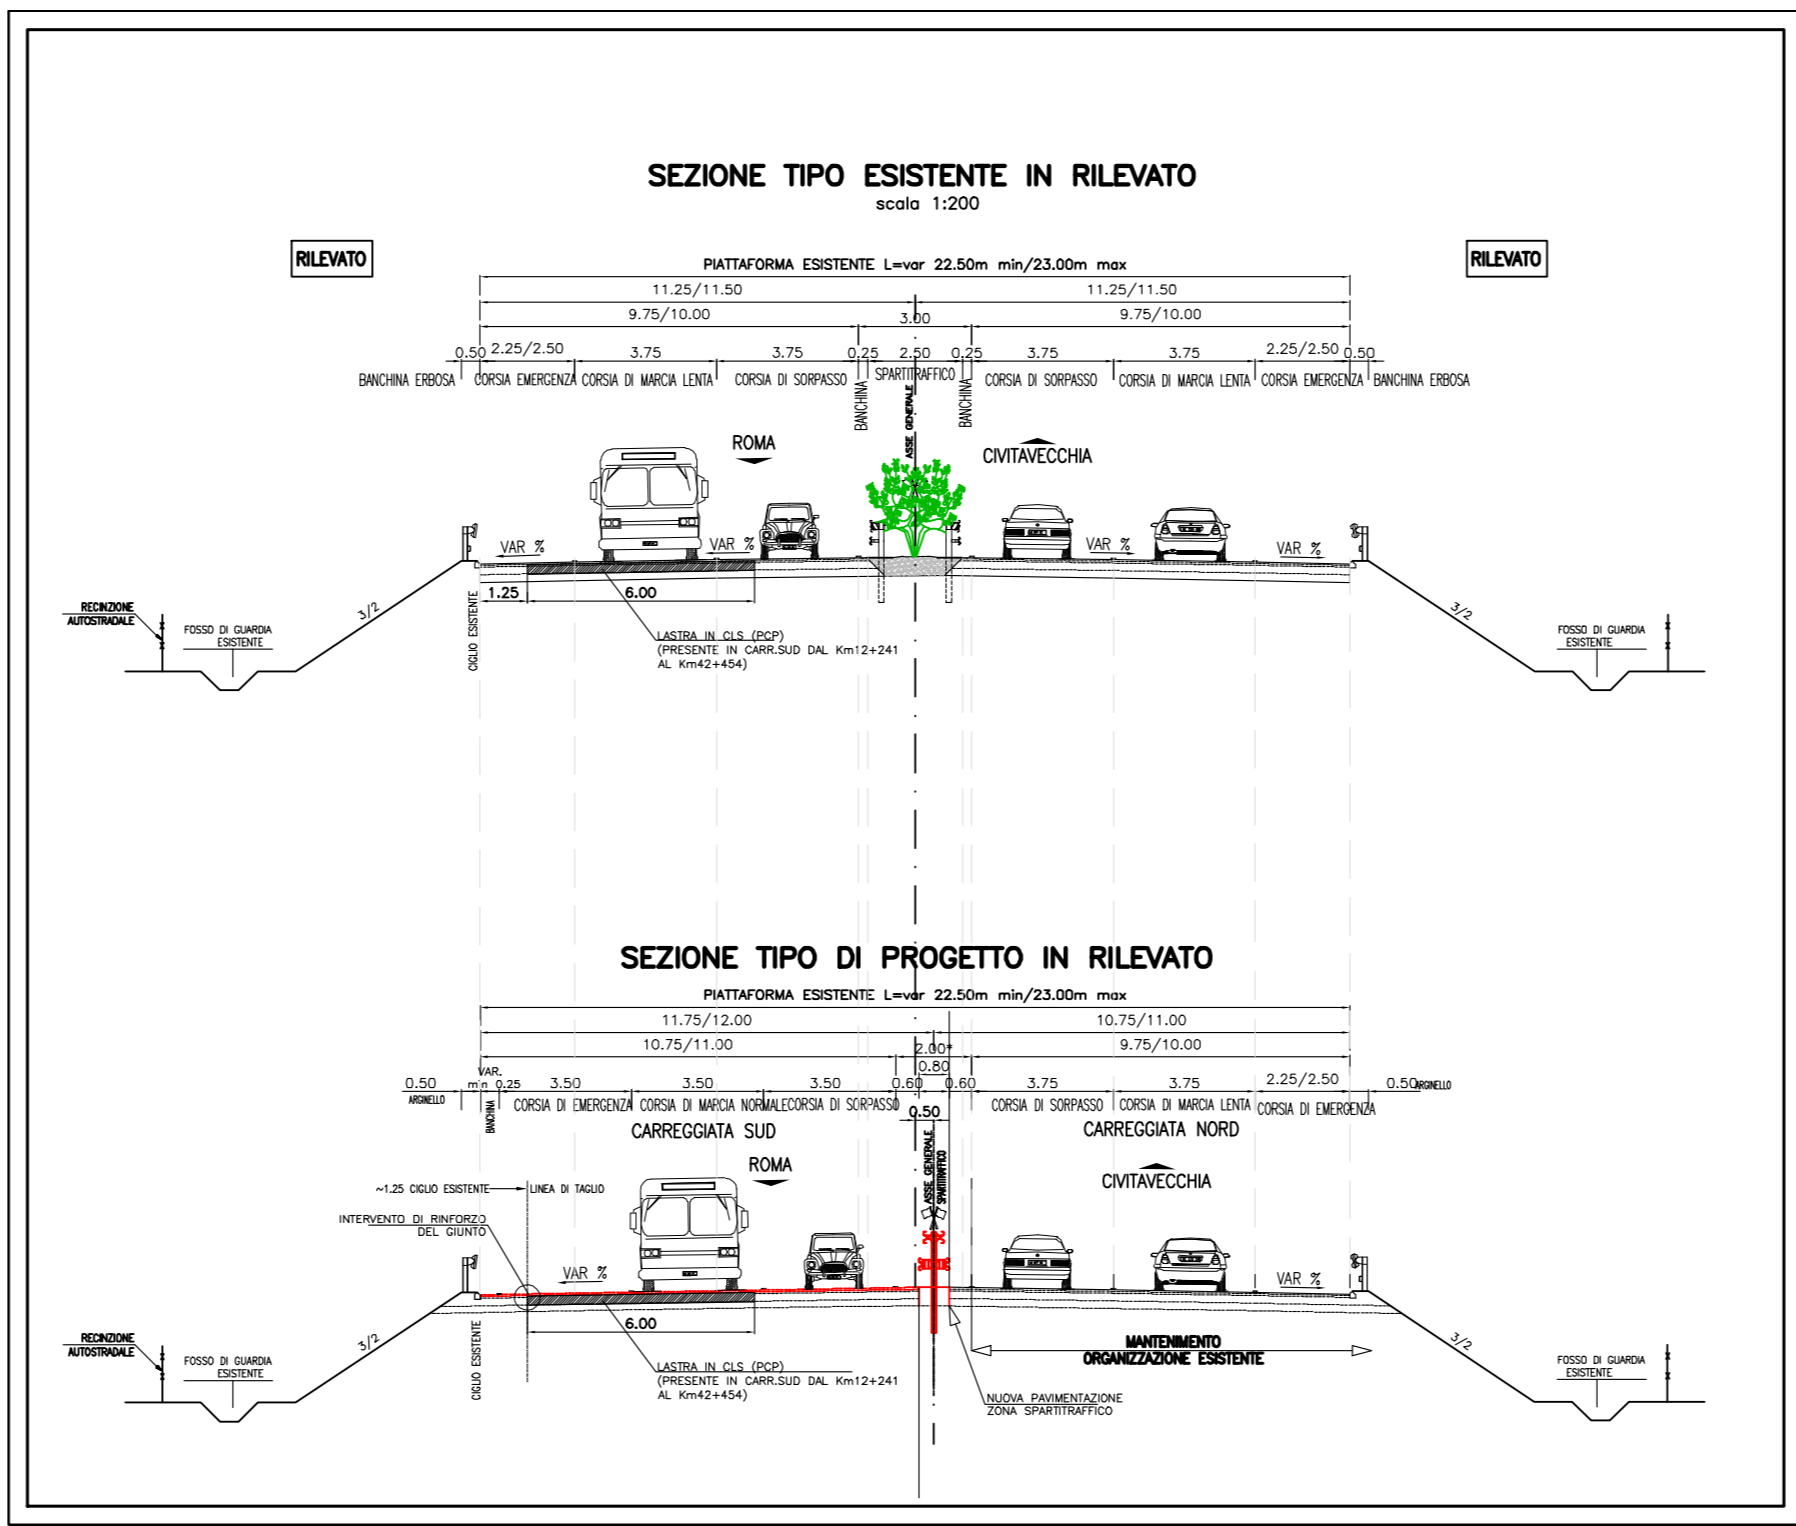 SEZIONE TIPO ESISTENTE IN RILEVATO
scala 1:200
RILEVATO
RILEVATO
PIATTAFORMA ESISTENTE L=var 22.50m min/23.00m max
11.25/11.50 11.25/11.50
9.75/10.00 3.00 9.75/10.00
0.50 2.25/2.50 3.75 3.75 0.25 2.50 0.25 3.75 3.75 2.25/2.50 0.50
BANCHINA ERBOSA CORSIA EMERGENZA CORSIA DI MARCIA LENTA CORSIA DI SORPASSO SPARTITRAFFICO CORSIA DI SORPASSO CORSIA DI MARCIA LENTA CORSIA EMERGENZA BANCHINA ERBOSA
BANCHINA
ASSE GENERALE
BANCHINA
ROMA
CIVITAVECCHIA
VAR %
VAR %
VAR %
VAR %
1.25 6.00
CIGLIO ESISTENTE
3/2
3/2
RECINZIONE
AUTOSTRADALE
FOSSO DI GUARDIA
ESISTENTE
LASTRA IN CLS (PCP)
(PRESENTE IN CARR.SUD DAL Km12+241
AL Km42+454)
FOSSO DI GUARDIA
ESISTENTE
SEZIONE TIPO DI PROGETTO IN RILEVATO
PIATTAFORMA ESISTENTE L=var 22.50m min/23.00m max
11.75/12.00 10.75/11.00
10.75/11.00 2.00* 9.75/10.00
0.80
VAR.
0.50 min 0.25 3.50 3.50 3.50 0.60 0.60 3.75 3.75 2.25/2.50 0.50
ARGINELLO BANCHINA CORSIA DI EMERGENZA CORSIA DI MARCIA NORMALE CORSIA DI SORPASSO CORSIA DI SORPASSO CORSIA DI MARCIA LENTA CORSIA DI EMERGENZA ARGINELLO
0.50
CARREGGIATA SUD
CARREGGIATA NORD
ASSE GENERALE
SPARTITRAFFICO
ROMA
CIVITAVECCHIA
~1.25 CIGLIO ESISTENTE LINEA DI TAGLIO
INTERVENTO DI RINFORZO
DEL GIUNTO
VAR %
VAR %
6.00
CIGLIO ESISTENTE
3/2
3/2
RECINZIONE
AUTOSTRADALE
FOSSO DI GUARDIA
ESISTENTE
LASTRA IN CLS (PCP)
(PRESENTE IN CARR.SUD DAL Km12+241
AL Km42+454)
MANTENIMENTO
ORGANIZZAZIONE ESISTENTE
NUOVA PAVIMENTAZIONE
ZONA SPARTITRAFFICO
FOSSO DI GUARDIA
ESISTENTE